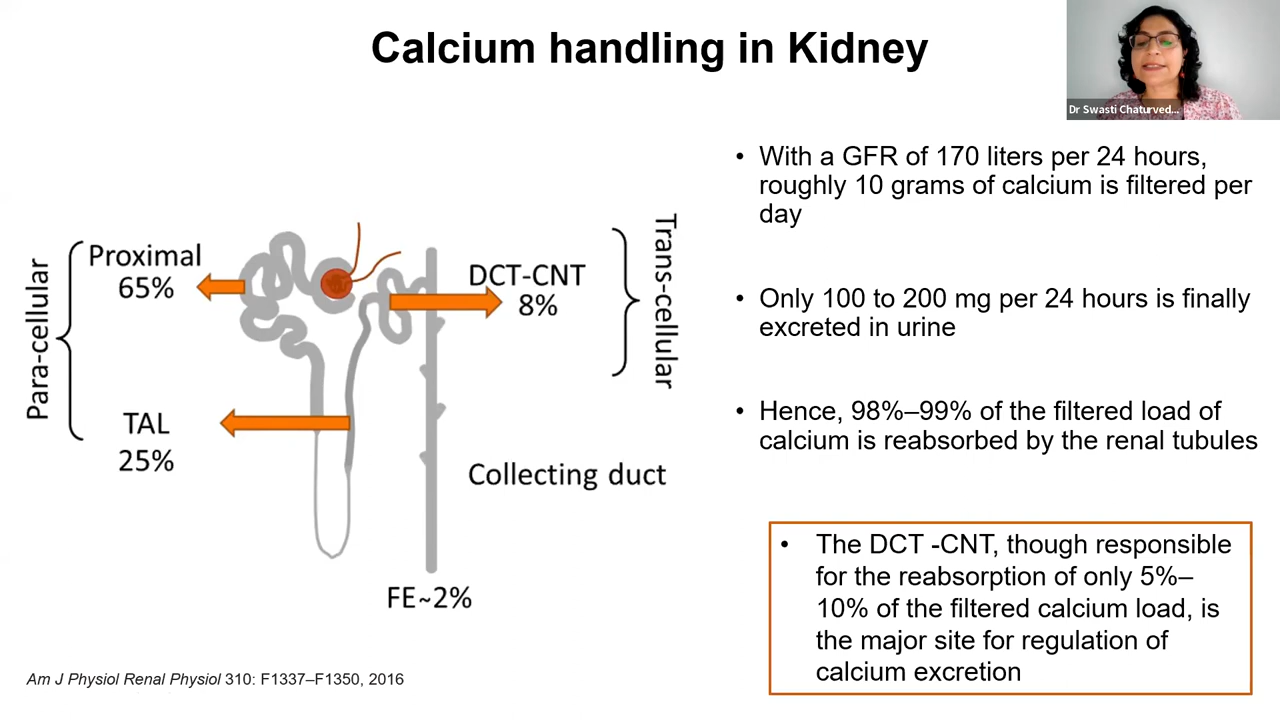 Calcium handling in Kidney
Dr Swasti Chaturved...
• With a GFR of 170 liters per 24 hours,
roughly 10 grams of calcium is filtered per
day
• Only 100 to 200 mg per 24 hours is finally
excreted in urine
• Hence, 98%–99% of the filtered load of
calcium is reabsorbed by the renal tubules
• The DCT -CNT, though responsible
for the reabsorption of only 5%–
10% of the filtered calcium load, is
the major site for regulation of
calcium excretion
Para-cellular
Proximal
65%
TAL
25%
DCT-CNT
8%
Trans-cellular
Collecting duct
FE~2%
Am J Physiol Renal Physiol 310: F1337–F1350, 2016